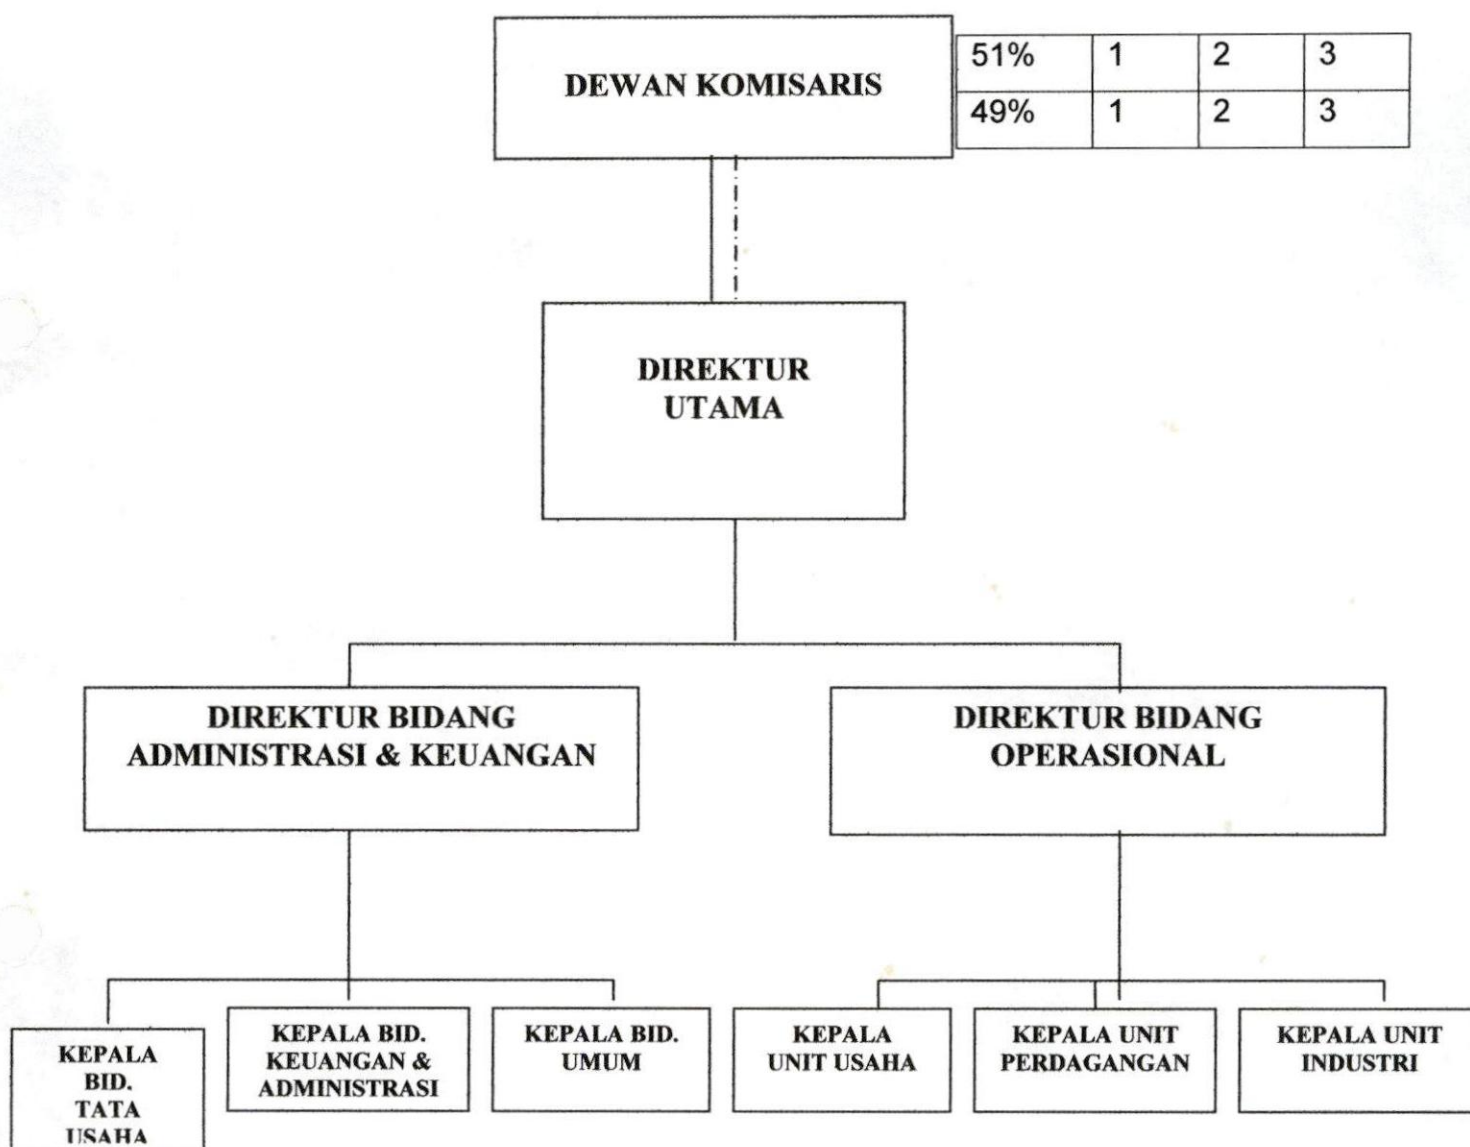 DEWAN KOMISARIS
51% 1 2 3
49% 1 2 3
DIREKTUR
UTAMA
DIREKTUR BIDANG
ADMINISTRASI & KEUANGAN
DIREKTUR BIDANG
OPERASIONAL
KEPALA
BID.
TATA
USAHA
KEPALA BID.
KEUANGAN &
ADMINISTRASI
KEPALA BID.
UMUM
KEPALA
UNIT USAHA
KEPALA UNIT
PERDAGANGAN
KEPALA UNIT
INDUSTRI